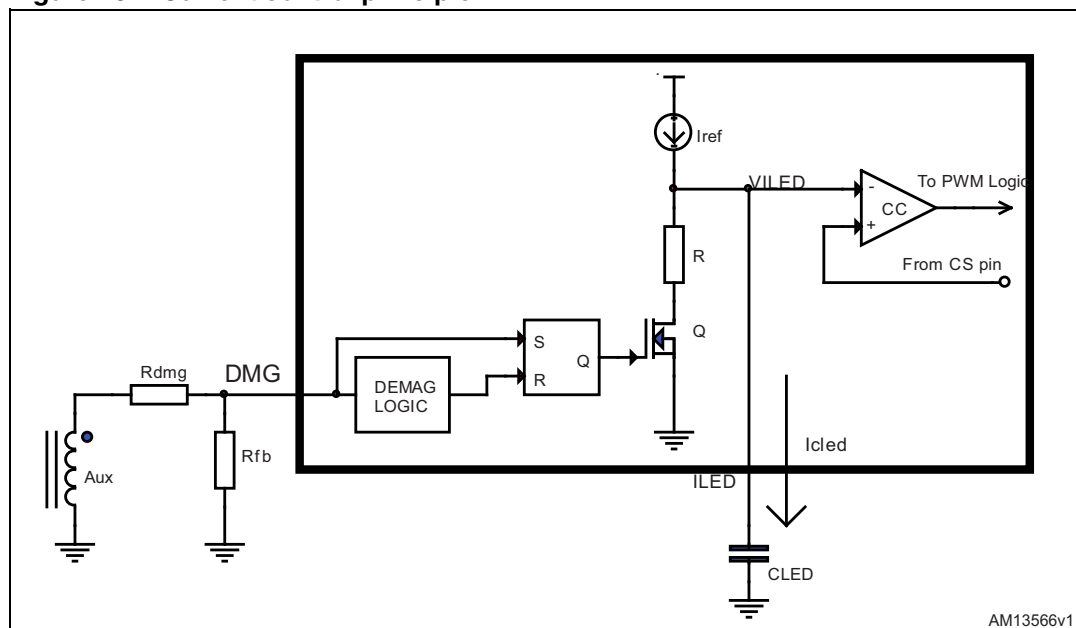 Iref
VILED
To PWM Logic
-
CC
+
From CS pin
R
Q
S
Q
R
DEMAG
LOGIC
Rdmg
DMG
Rfb
Aux
Icled
ILED
CLED
AM13566v1